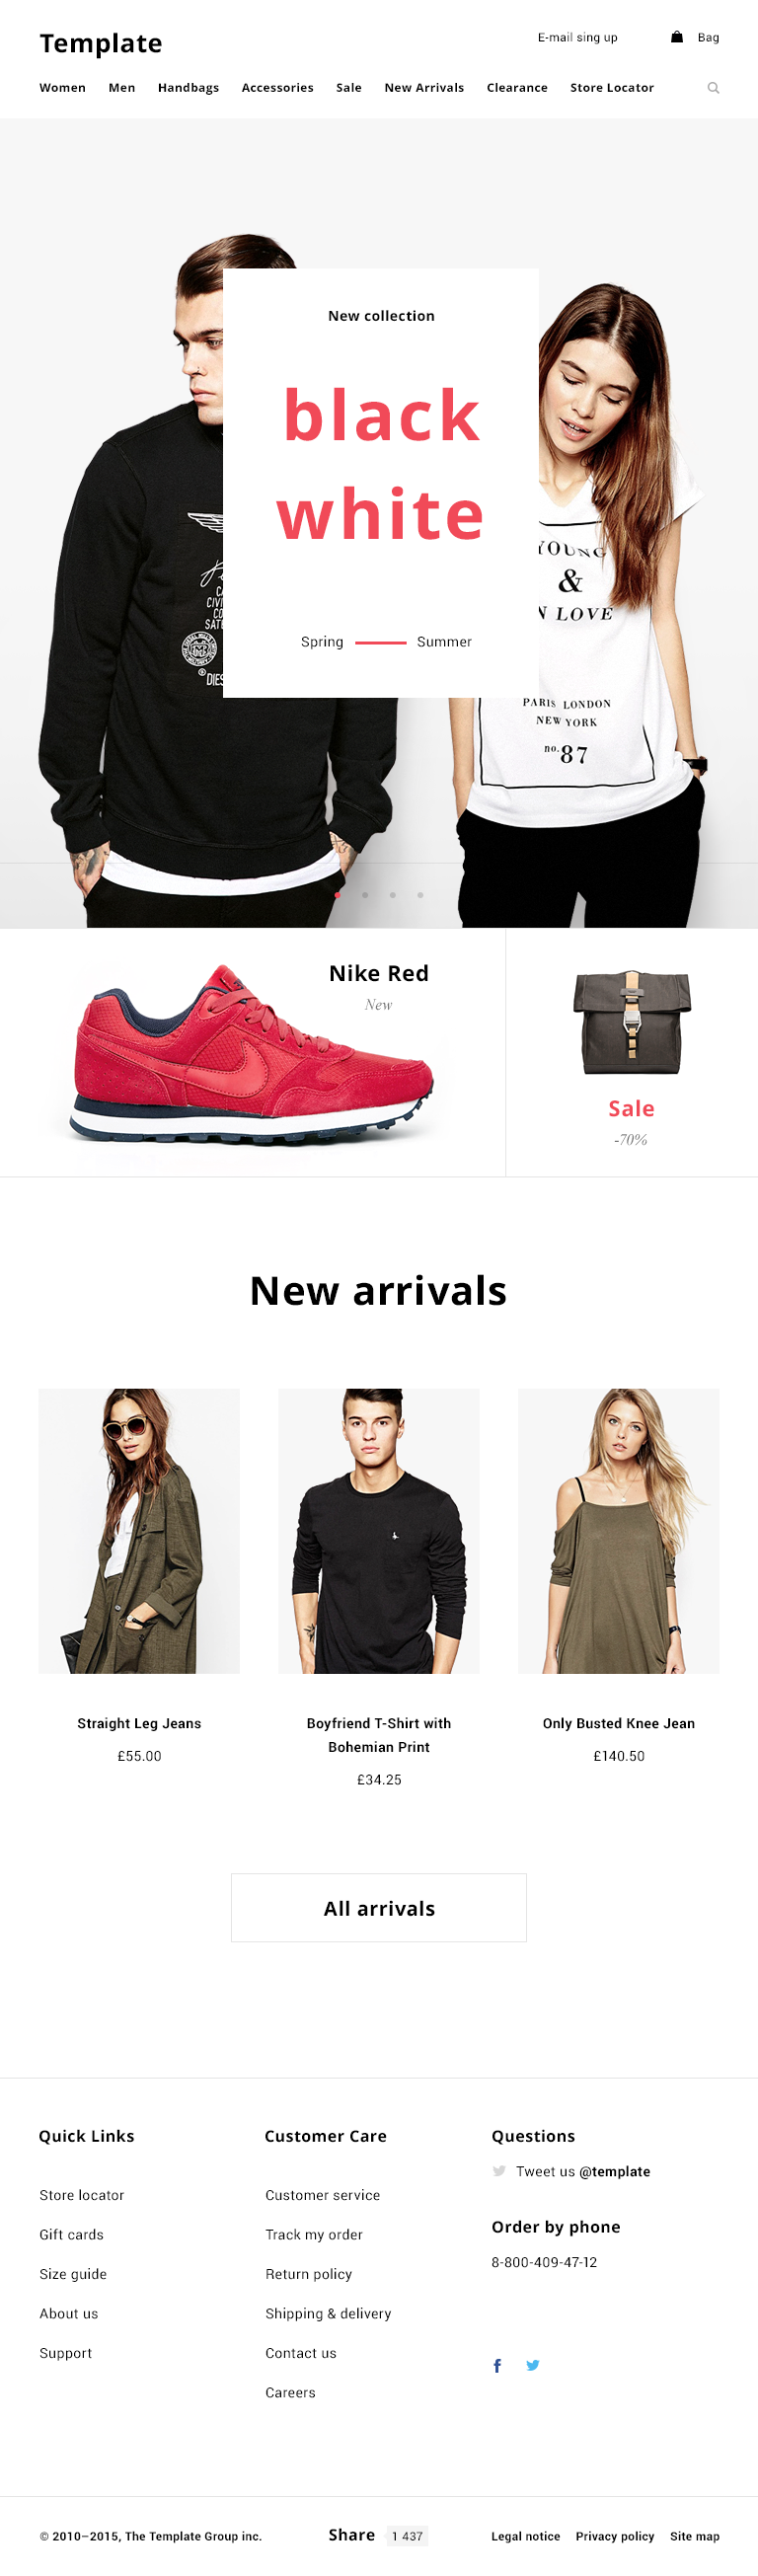 Template
E-mail sing up
Bag
Women Men Handbags Accessories Sale New Arrivals Clearance Store Locator
New collection
black
white
Spring Summer
DIES
YOUNG
&
N LOVE
PARIS LONDON
NEW YORK
no.87
Nike Red
New
Sale
-70%
New arrivals
Straight Leg Jeans
£55.00
Boyfriend T-Shirt with
Bohemian Print
£34.25
Only Busted Knee Jean
£140.50
All arrivals
Quick Links
Store locator
Gift cards
Size guide
About us
Support
Customer Care
Customer service
Track my order
Return policy
Shipping & delivery
Contact us
Careers
Questions
Tweet us @template
Order by phone
8-800-409-47-12
© 2010–2015, The Template Group inc.
Share 1 437
Legal notice Privacy policy Site map